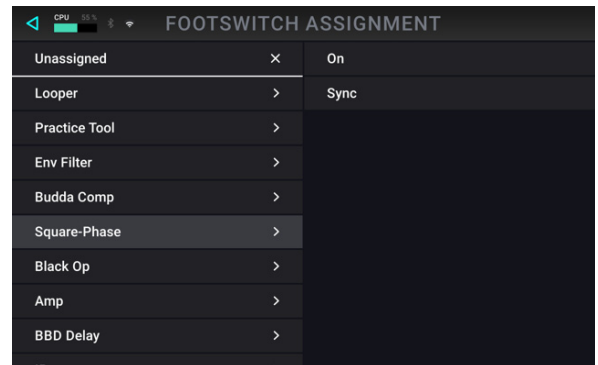 CPU 55 %
FOOTSWITCH ASSIGNMENT
Unassigned
Looper
Practice Tool
Env Filter
Budda Comp
Square-Phase
Black Op
Amp
BBD Delay
On
Sync